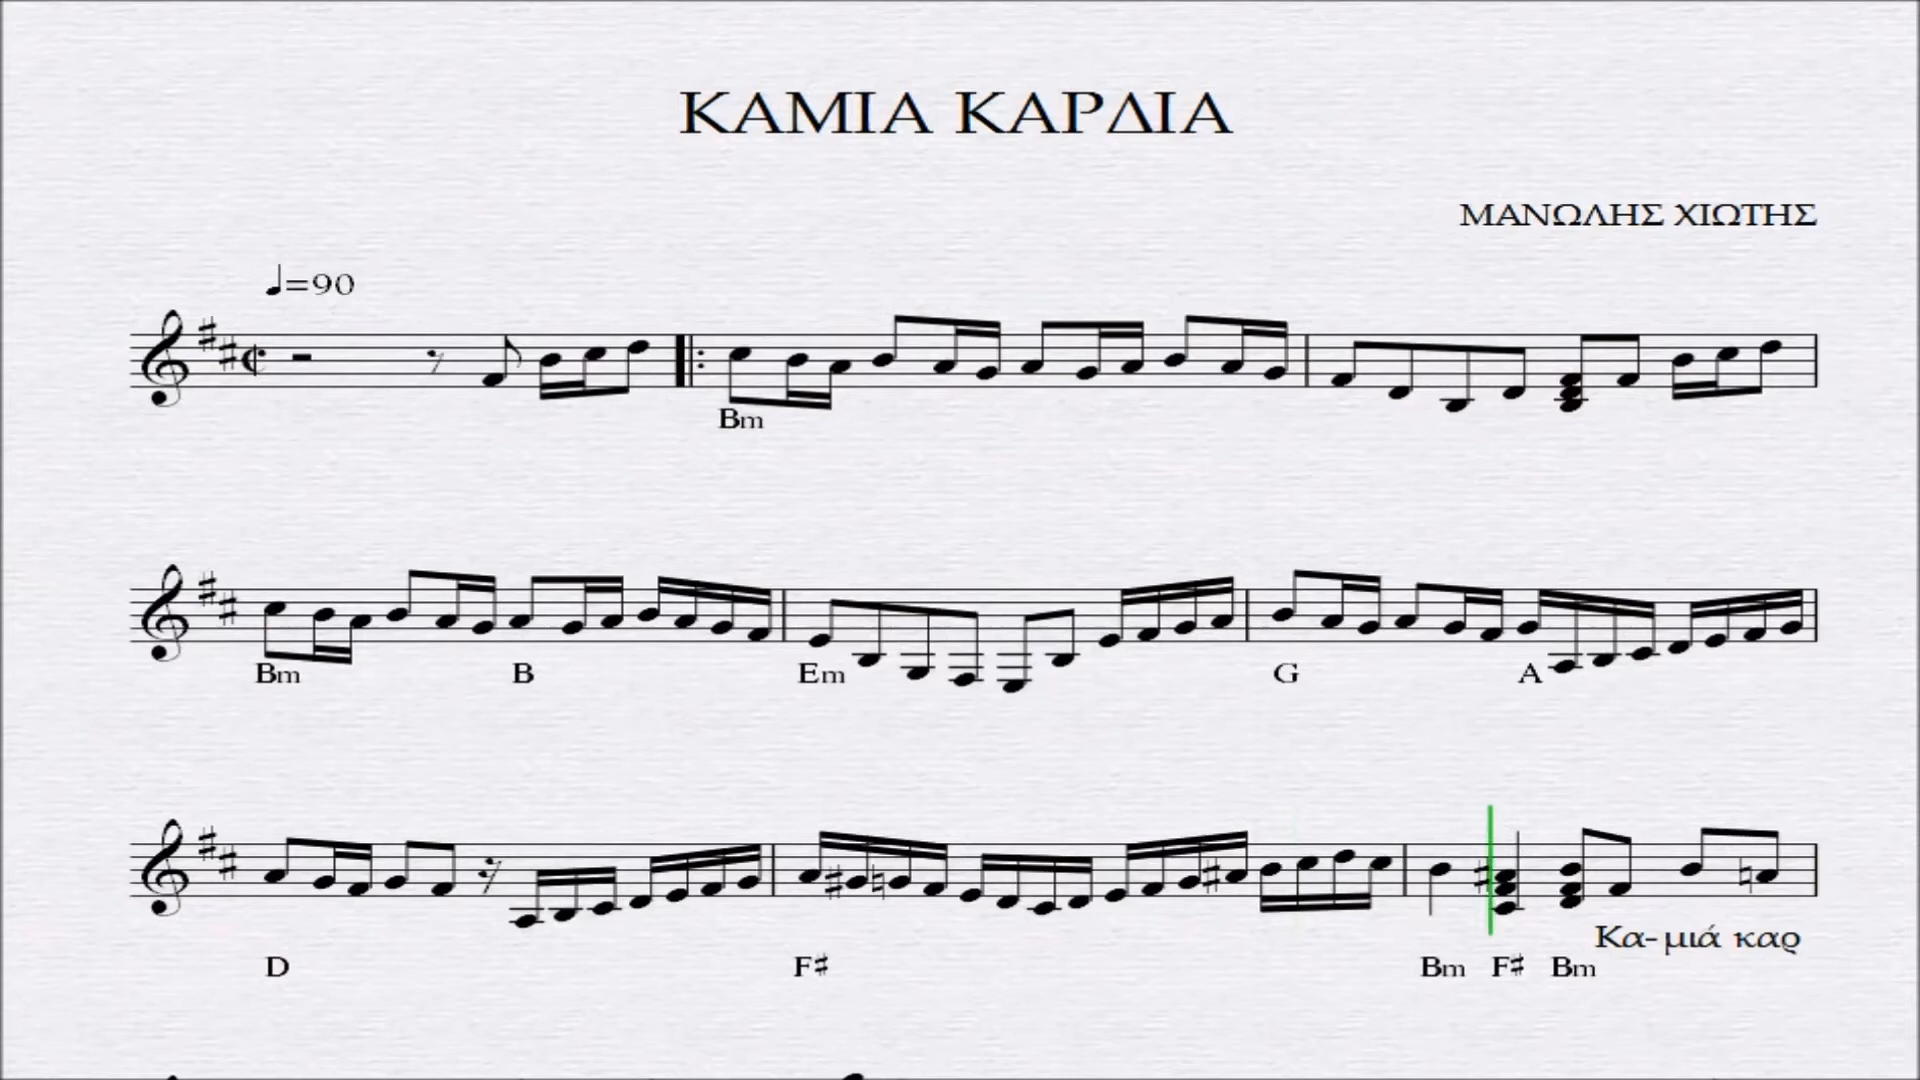 ΚΑΜΙΑ ΚΑΡΔΙΑ
ΜΑΝΩΛΗΣ ΧΙΩΤΗΣ
♩=90
Bm
Bm B Em G A
Κα-μιά καρ
D F♯ Bm F♯ Bm